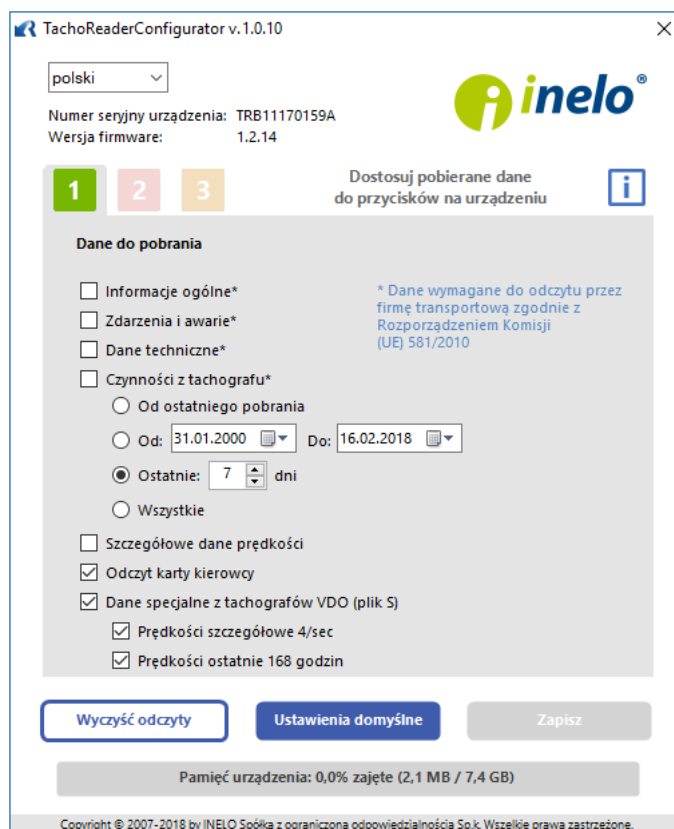 TachoReaderConfigurator v. 1.0.10
polski
inelo®
Numer seryjny urządzenia: TRB11170159A
Wersja firmware: 1.2.14
1 2 3
Dostosuj pobierane dane
do przycisków na urządzeniu
i
Dane do pobrania
Informacje ogólne*
Zdarzenia i awarie*
Dane techniczne*
* Dane wymagane do odczytu przez
firmę transportową zgodnie z
Rozporządzeniem Komisji
(UE) 581/2010
Czynności z tachografu*
Od ostatniego pobrania
Od: 31.01.2000 Do: 16.02.2018
Ostatnie: 7 dni
Wszystkie
Szczegółowe dane prędkości
Odczyt karty kierowcy
Dane specjalne z tachografów VDO (plik S)
Prędkości szczegółowe 4/sec
Prędkości ostatnie 168 godzin
Wyczyść odczyty Ustawienia domyślne Zapisz
Pamięć urządzenia: 0,0% zajęte (2,1 MB / 7,4 GB)
Copyright © 2007-2018 by INELO Spółka z ograniczoną odpowiedzialnością Sp.k. Wszelkie prawa zastrzeżone.